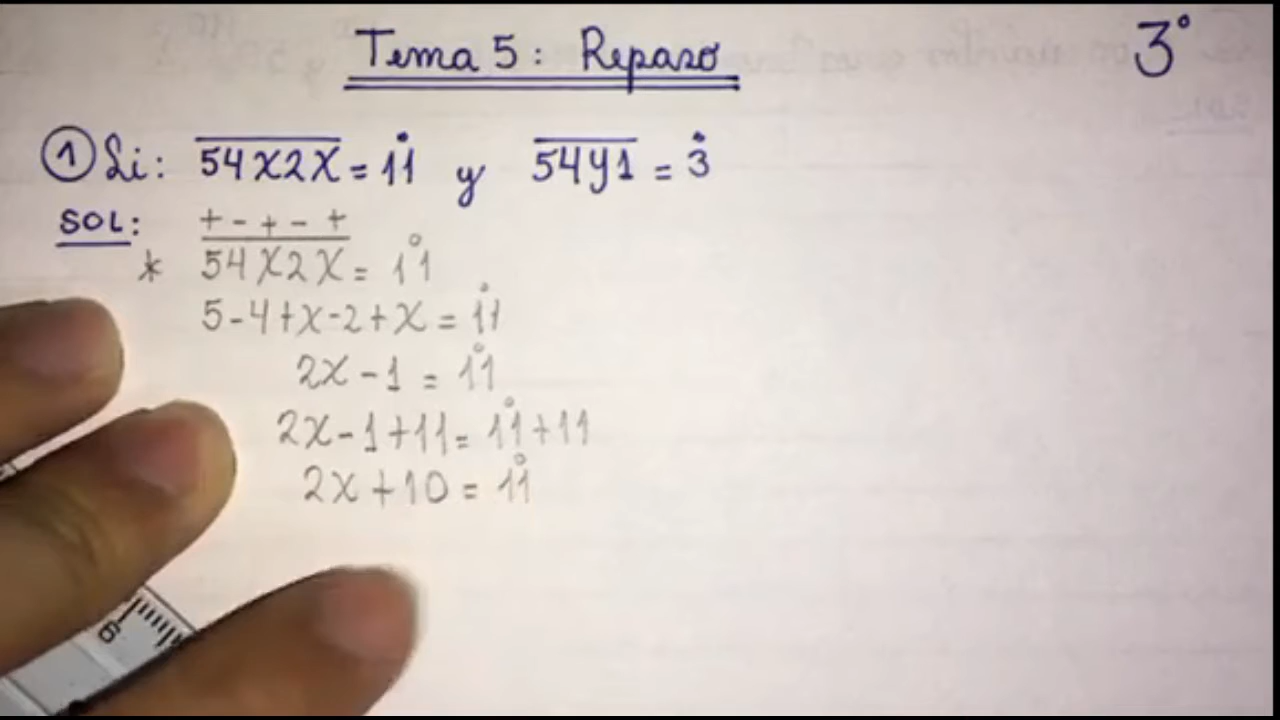 Tema 5: Repaso
3°
① Si: 54X2X = 11̊ y 54y1 = 3̊
SOL:
+ - + - +
* 54X2X = 11̊
5-4+x-2+x = 11̊
2x-1 = 11̊
2x-1+11 = 11̊+11
2x+10 = 11̊
6